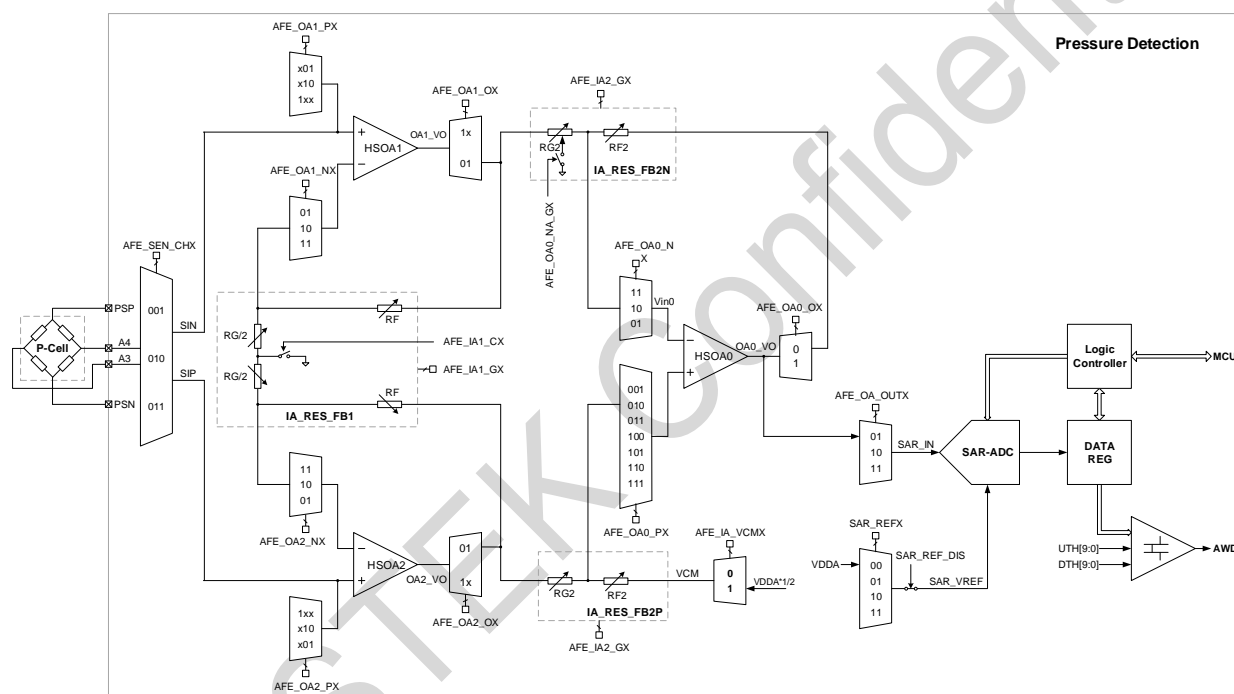 Pressure Detection
AFE_OA1_PX
x01
x10
1xx
AFE_OA1_OX
1x
01
OA1_VO
+
HSOA1
−
AFE_OA1_NX
01
10
11
AFE_IA2_GX
RG2
RF2
IA_RES_FB2N
AFE_OA0_NA_GX
AFE_SEN_CHX
001
010
011
PSP
A4
A3
PSN
P-Cell
SIN
SIP
RF
RG/2
RG/2
AFE_IA1_CX
AFE_IA1_GX
RF
IA_RES_FB1
AFE_OA0_N
X
11
10
01
Vin0
−
HSOA0
+
OA0_VO
AFE_OA0_OX
0
1
001
010
011
100
101
110
111
AFE_OA0_PX
Logic
Controller
MCU
AFE_OA_OUTX
01
10
11
SAR_IN
SAR-ADC
DATA
REG
11
10
01
AFE_OA2_NX
−
HSOA2
+
OA2_VO
01
1x
AFE_OA2_OX
1xx
x10
x01
AFE_OA2_PX
RG2
RF2
IA_RES_FB2P
AFE_IA2_GX
VCM
AFE_IA_VCMX
0
1
VDDA*1/2
SAR_REFX
VDDA
00
01
10
11
SAR_REF_DIS
SAR_VREF
UTH[9:0]
DTH[9:0]
AWD
STEK Confidential